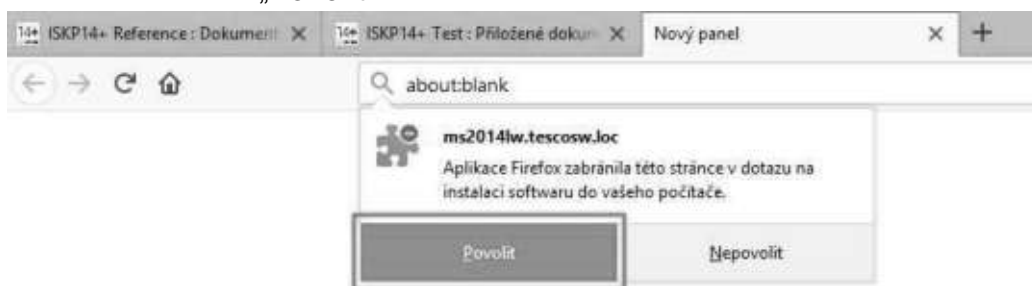 ISKP14+ Reference : Dokument
ISKP14+ Test : Přiložené dokum
Nový panel
about:blank
ms2014lw.tescosw.loc
Aplikace Firefox zabránila této stránce v dotazu na
instalaci softwaru do vašeho počítače.
Povolit
Nepovolit